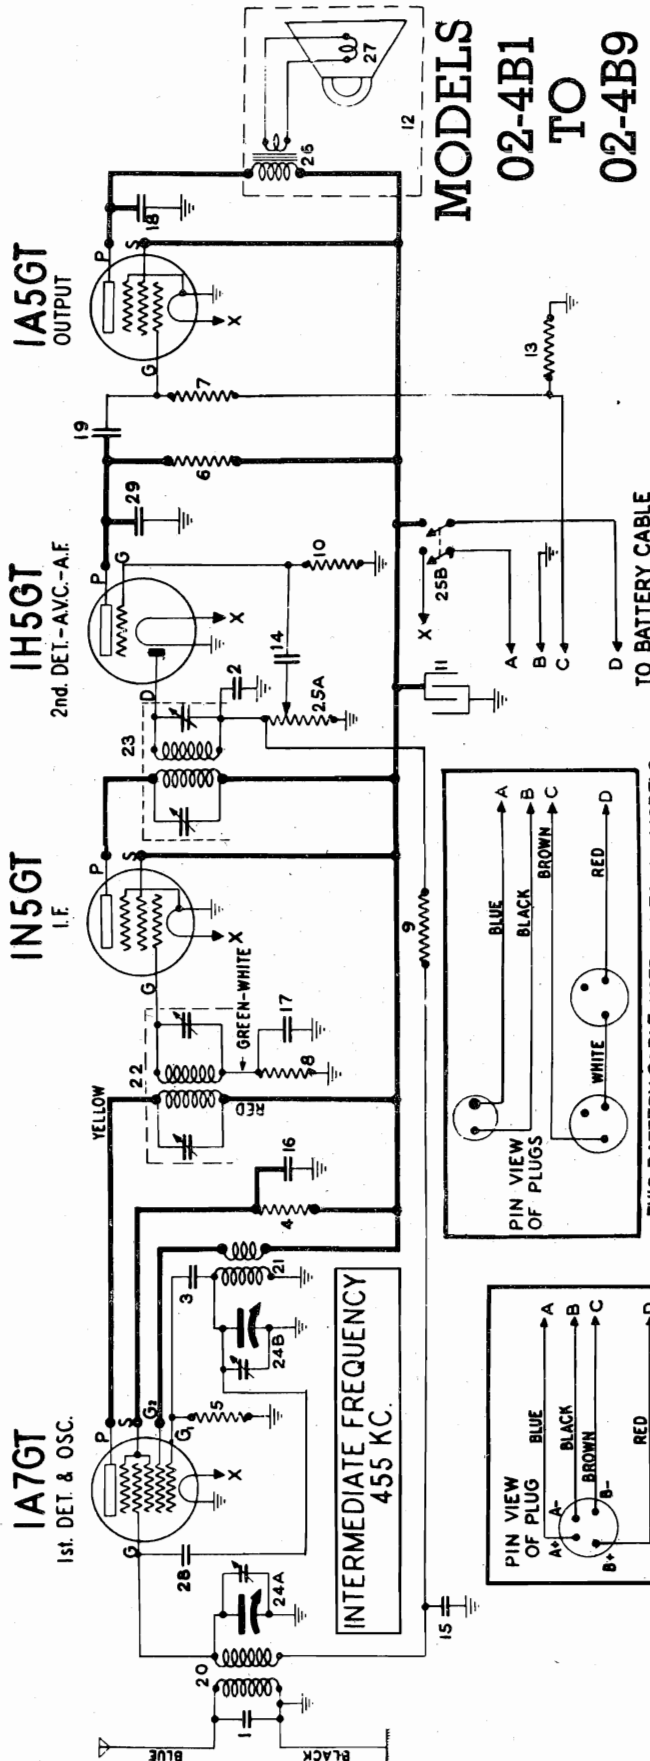 1A7GT
1st. DET. & OSC.
1N5GT
I.F.
1H5GT
2nd. DET.-A.V.C.-A.F.
1A5GT
OUTPUT
MODELS
02-4B1
TO
02-4B9
BLUE
BLACK
1
20
24A
28
G
P
S
G2
G1
X
5
3
24B
21
4
16
YELLOW
RED
22
GREEN-WHITE
8
17
G
P
S
X
23
D
2
25A
14
10
P
G
X
29
6
19
7
G
P
S
X
18
26
27
12
13
9
15
11
25B
X
A
B
C
D
TO BATTERY CABLE
INTERMEDIATE FREQUENCY
455 KC.
PIN VIEW
OF PLUG
A+
A-
B+
B-
BLUE
BLACK
BROWN
RED
A
B
C
PIN VIEW
OF PLUGS
BLUE
BLACK
BROWN
WHITE
RED
A
B
C
D